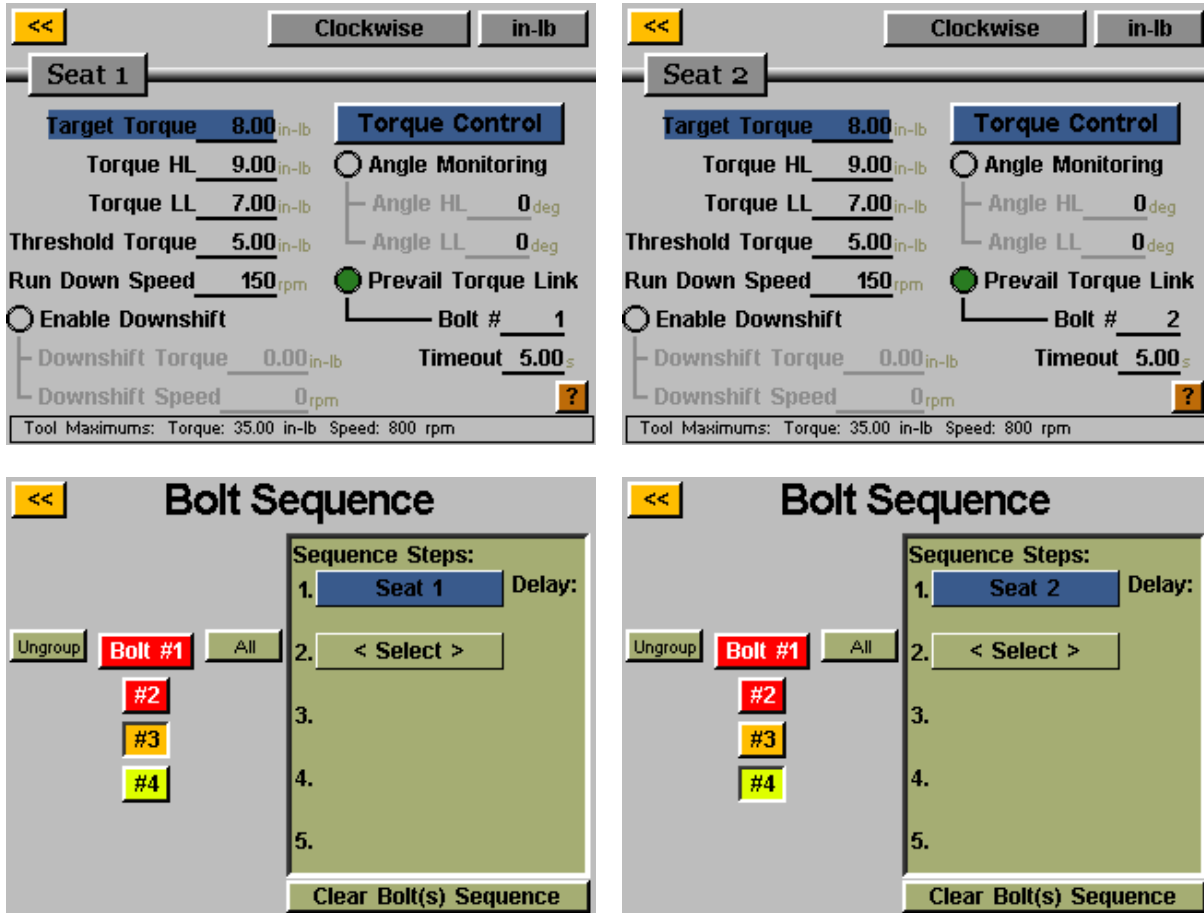 <<
Clockwise
in-lb
Seat 1
Target Torque 8.00 in-lb
Torque Control
Torque HL 9.00 in-lb
Angle Monitoring
Torque LL 7.00 in-lb
Angle HL 0 deg
Threshold Torque 5.00 in-lb
Angle LL 0 deg
Run Down Speed 150 rpm
Prevail Torque Link
Enable Downshift
Bolt # 1
Downshift Torque 0.00 in-lb
Timeout 5.00 s
Downshift Speed 0 rpm
?
Tool Maximums: Torque: 35.00 in-lb Speed: 800 rpm
<<
Clockwise
in-lb
Seat 2
Target Torque 8.00 in-lb
Torque Control
Torque HL 9.00 in-lb
Angle Monitoring
Torque LL 7.00 in-lb
Angle HL 0 deg
Threshold Torque 5.00 in-lb
Angle LL 0 deg
Run Down Speed 150 rpm
Prevail Torque Link
Enable Downshift
Bolt # 2
Downshift Torque 0.00 in-lb
Timeout 5.00 s
Downshift Speed 0 rpm
?
Tool Maximums: Torque: 35.00 in-lb Speed: 800 rpm
<<
Bolt Sequence
Sequence Steps:
1. Seat 1 Delay:
Ungroup Bolt #1 All
2. < Select >
#2
3.
#3
#4
4.
5.
Clear Bolt(s) Sequence
<<
Bolt Sequence
Sequence Steps:
1. Seat 2 Delay:
Ungroup Bolt #1 All
2. < Select >
#2
3.
#3
#4
4.
5.
Clear Bolt(s) Sequence